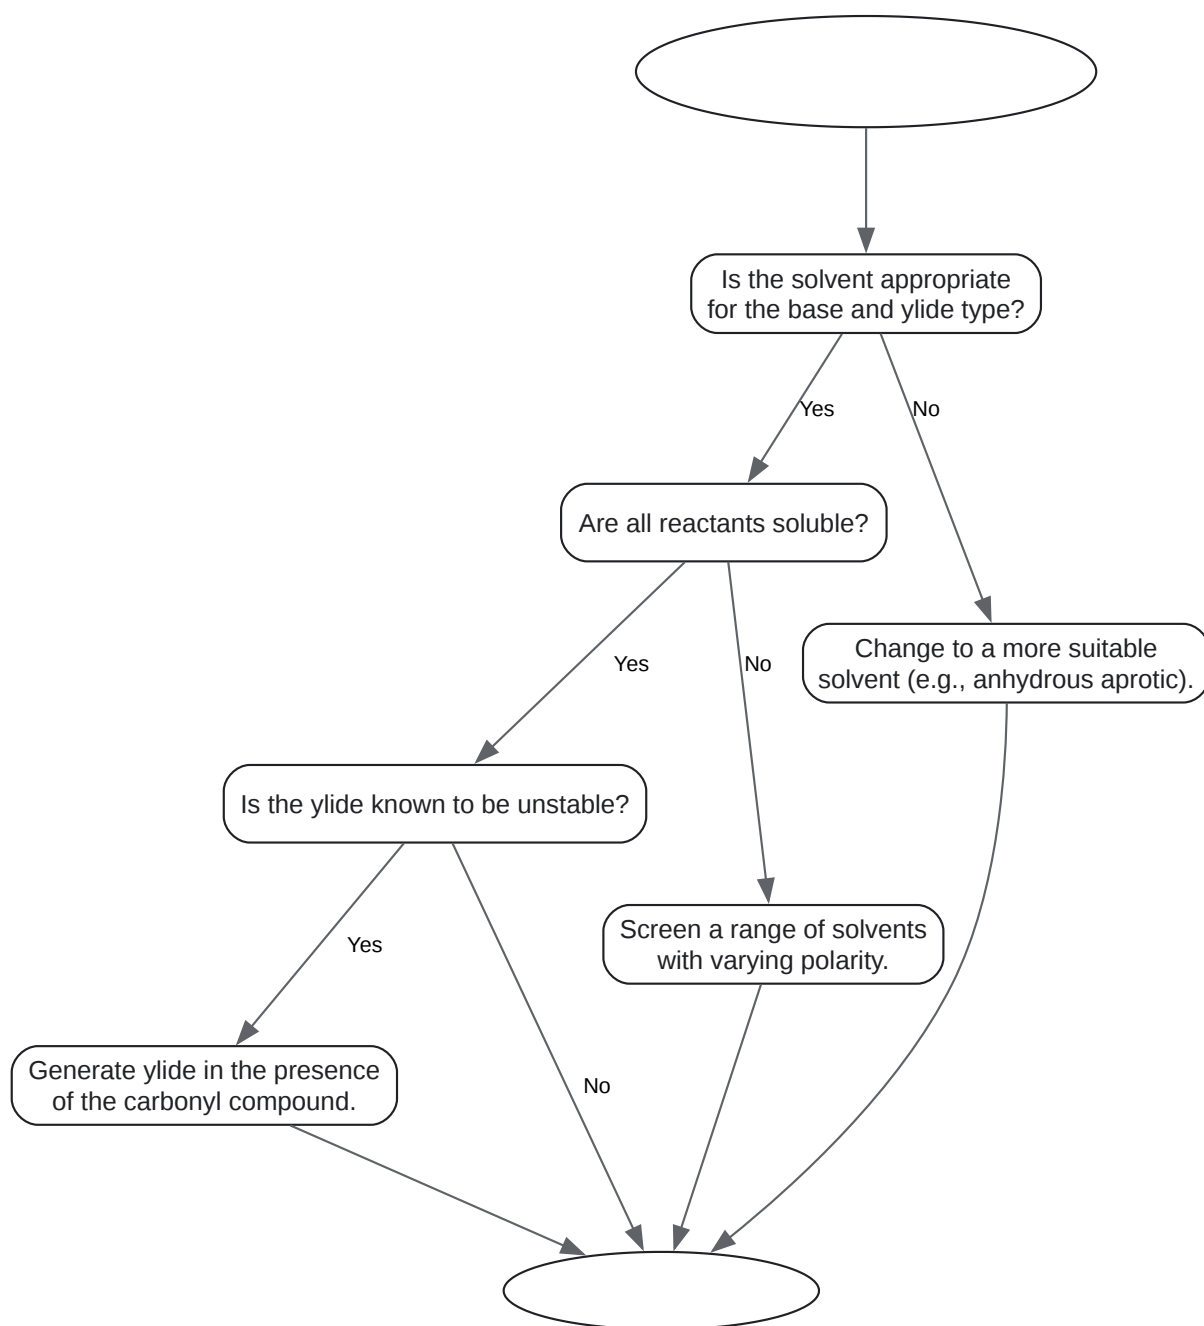 Is the solvent appropriate
for the base and ylide type?
Yes
No
Are all reactants soluble?
Change to a more suitable
solvent (e.g., anhydrous aprotic).
Yes
No
Is the ylide known to be unstable?
Screen a range of solvents
with varying polarity.
Yes
Generate ylide in the presence
of the carbonyl compound.
No